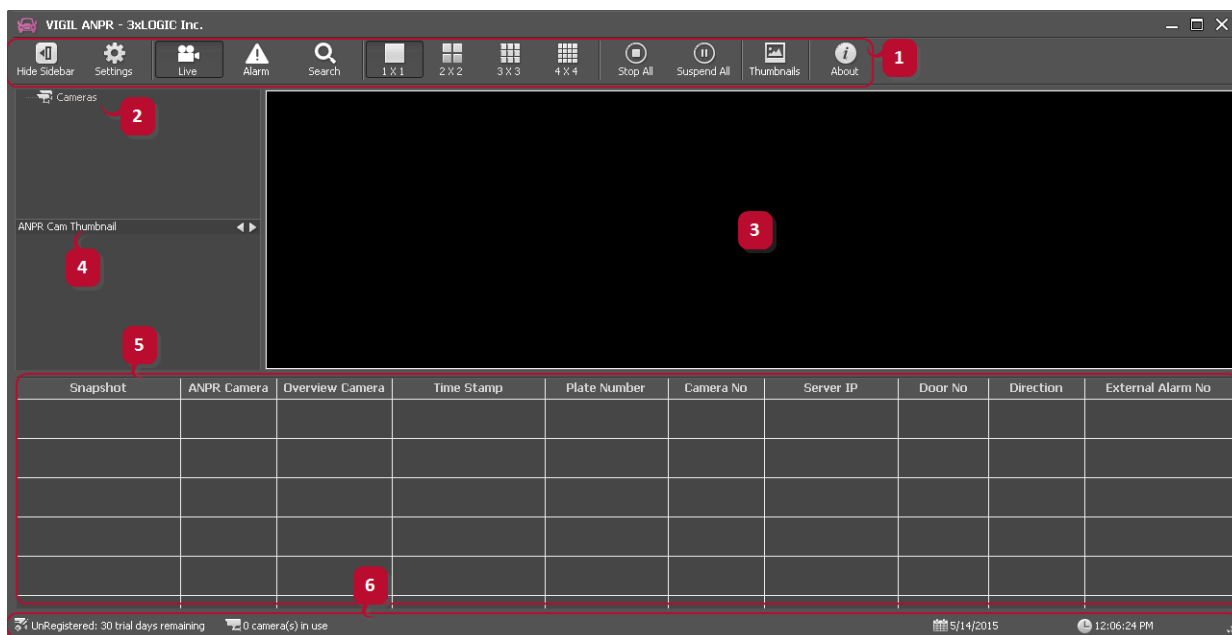 VIGIL ANPR - 3xLOGIC Inc.
Hide Sidebar Settings Live Alarm Search 1 X 1 2 X 2 3 X 3 4 X 4 Stop All Suspend All Thumbnails About 1
Cameras
2
ANPR Cam Thumbnail
3
4
5
Snapshot ANPR Camera Overview Camera Time Stamp Plate Number Camera No Server IP Door No Direction External Alarm No
6
UnRegistered: 30 trial days remaining 0 camera(s) in use 5/14/2015 12:06:24 PM